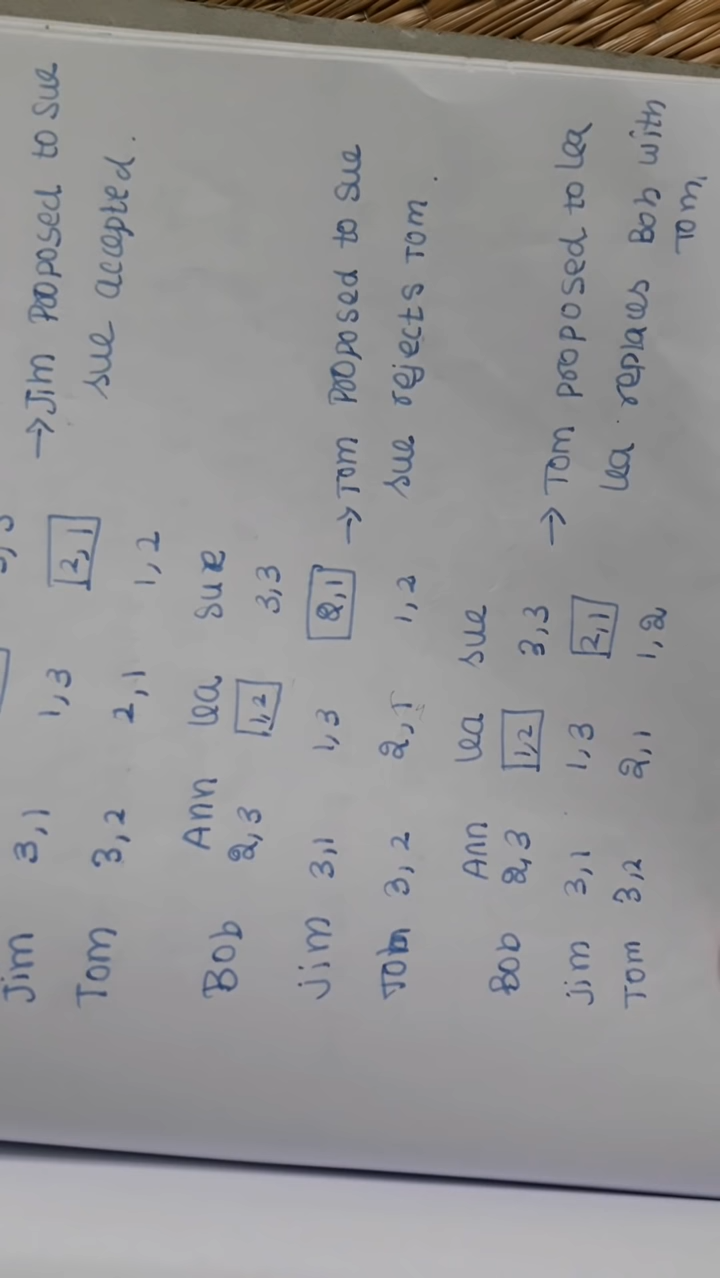 Jim 3,1 1,3 2,1 → Jim proposed to Sue
Tom 3,2 2,1 1,2 Sue accepted.
Ann Lea Sue
Bob 2,3 1,2 3,3
Jim 3,1 1,3 2,1 → Tom proposed to Sue
Tom 3,2 2,1 1,2 Sue rejects Tom.
Ann Lea Sue
Bob 2,3 1,2 3,3
Jim 3,1 1,3 2,1 → Tom proposed to Lea
Tom 3,2 2,1 1,2 Lea replaces Bob with
Tom,